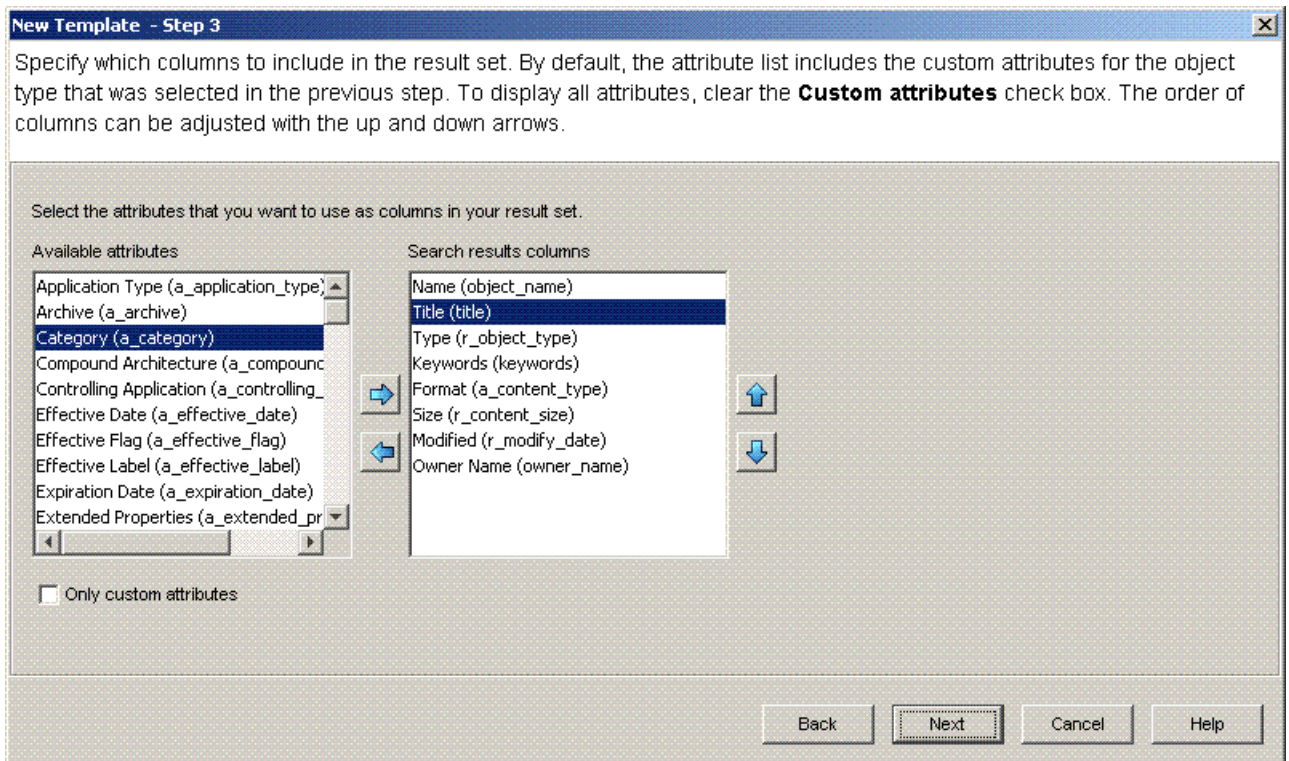 New Template - Step 3
Specify which columns to include in the result set. By default, the attribute list includes the custom attributes for the object
type that was selected in the previous step. To display all attributes, clear the Custom attributes check box. The order of
columns can be adjusted with the up and down arrows.
Select the attributes that you want to use as columns in your result set.
Available attributes
Application Type (a_application_type)
Archive (a_archive)
Category (a_category)
Compound Architecture (a_compound
Controlling Application (a_controlling_
Effective Date (a_effective_date)
Effective Flag (a_effective_flag)
Effective Label (a_effective_label)
Expiration Date (a_expiration_date)
Extended Properties (a_extended_pr
Search results columns
Name (object_name)
Title (title)
Type (r_object_type)
Keywords (keywords)
Format (a_content_type)
Size (r_content_size)
Modified (r_modify_date)
Owner Name (owner_name)
Only custom attributes
Back
Next
Cancel
Help